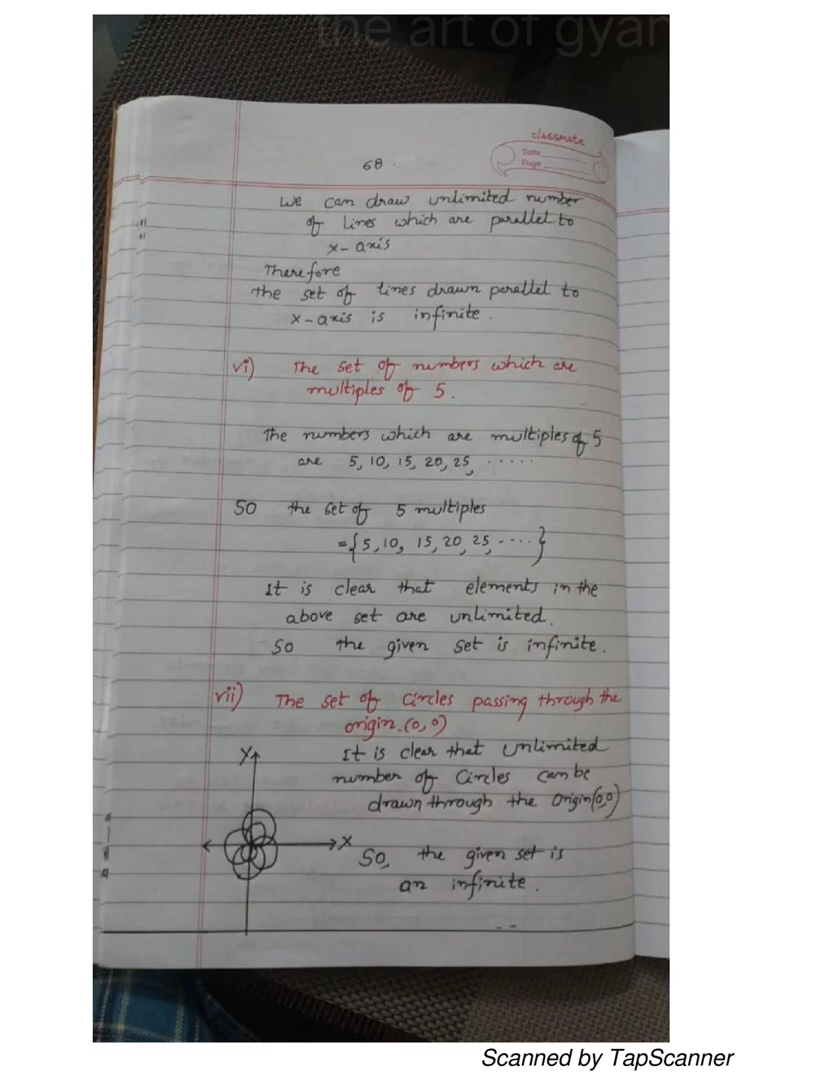 the art of gyan
classmate
Date
Page
68.
We can draw unlimited number
of lines which are parellel to
x-axis
Therefore
the set of lines drawn perellel to
x-axis is infinite.
vi) The set of numbers which are
multiples of 5.
The numbers which are multiples of 5
are 5, 10, 15, 20, 25, .....
SO the set of 5 multiples
={5,10, 15, 20, 25, ....}
It is clear that elements in the
above set are unlimited.
So the given set is infinite.
vii) The set of Circles passing through the
origin.(0,0)
Y
It is clear that Unlimited
number of Circles can be
drawn through the Origin(0,0)
X
So, the given set is
an infinite.
Scanned by TapScanner